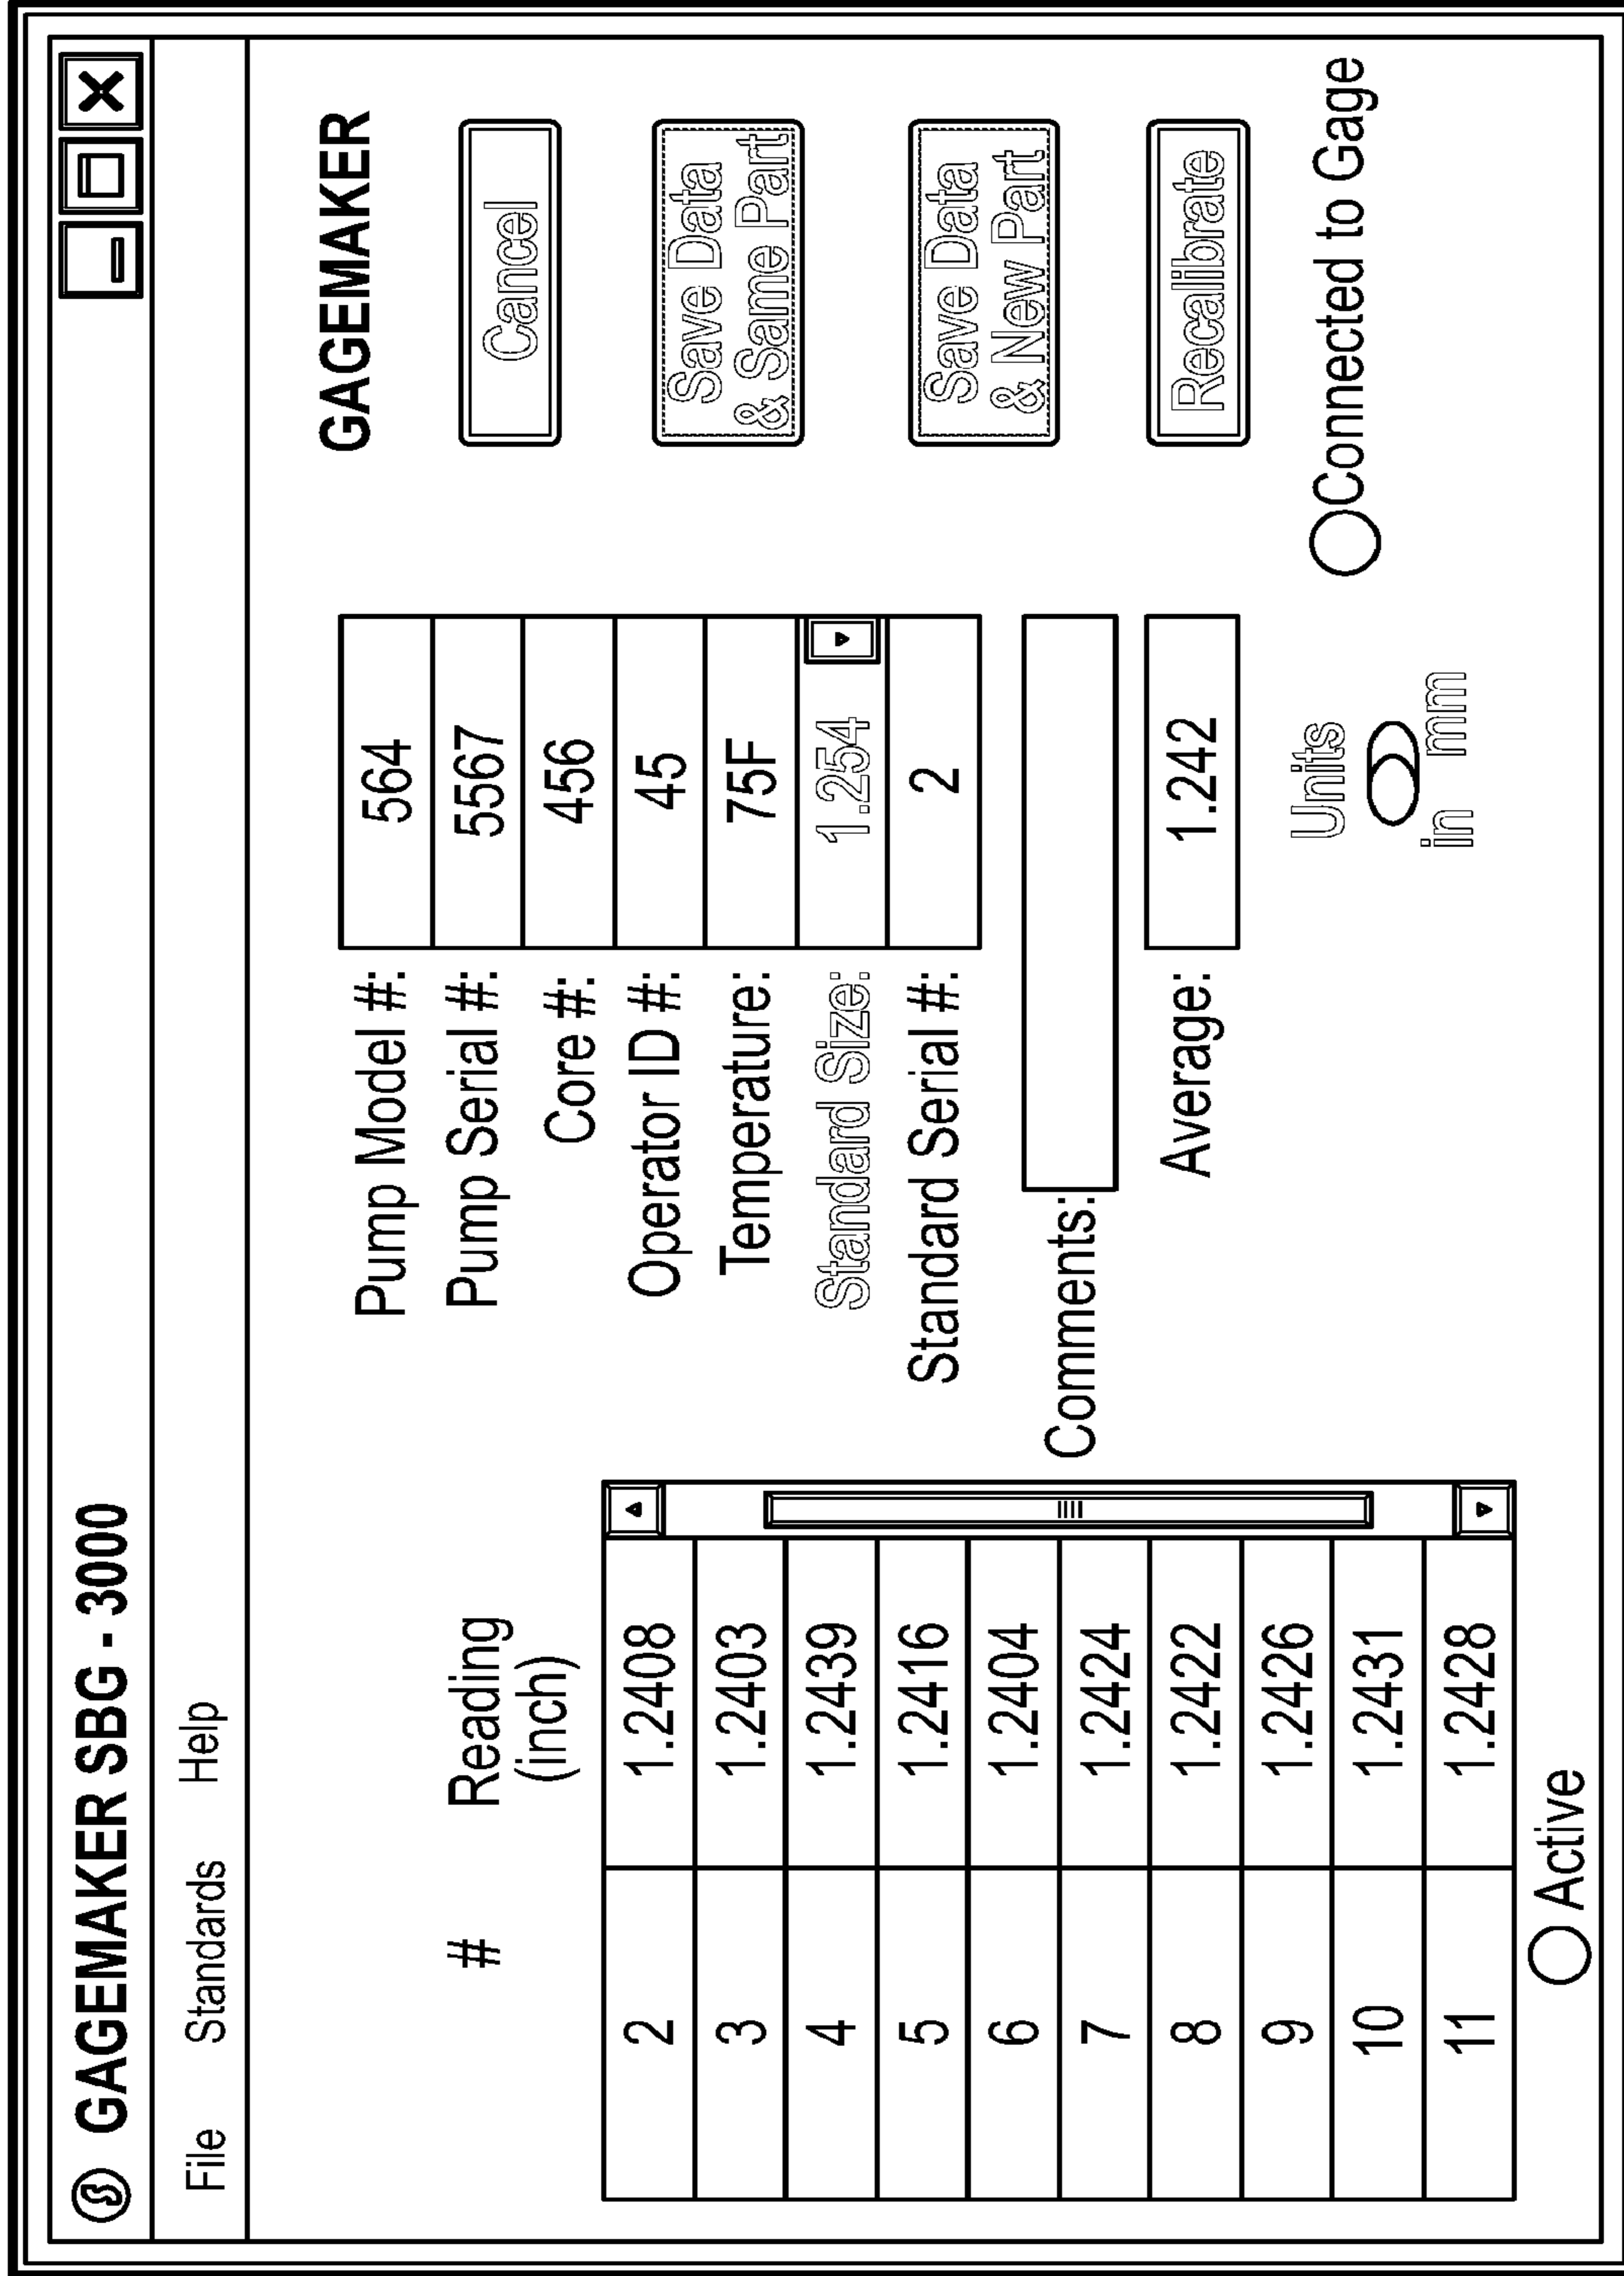 GAGEMAKER SBG - 3000
File Standards Help
# Reading
(inch)
2 1.2408
3 1.2403
4 1.2439
5 1.2416
6 1.2404
7 1.2424
8 1.2422
9 1.2426
10 1.2431
11 1.2428
Active
Pump Model #: 564
Pump Serial #: 5567
Core #: 456
Operator ID #: 45
Temperature: 75F
Standard Size: 1.254
Standard Serial #: 2
Comments:
Average: 1.242
Units
in mm
GAGEMAKER
Cancel
Save Data
& Same Part
Save Data
& New Part
Recalibrate
Connected to Gage